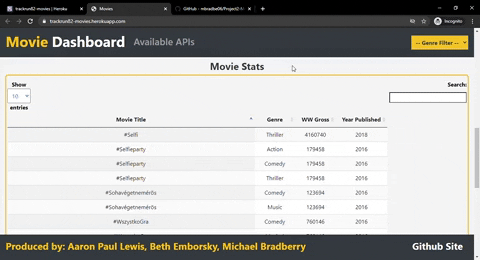 trackrun82-movies | Heroku
Movies
trackrun82-movies.herokuapp.com
Incognito
Movie Dashboard Available APIs
-- Genre Filter --
Movie Stats
Show
10
entries
Search:
Movie Title Genre WW Gross Year Published
#Selfi Thriller 4160740 2018
#Selfieparty Action 179458 2016
#Selfieparty Comedy 179458 2016
#Selfieparty Thriller 179458 2016
#Sohavégetnemérős Comedy 123694 2016
#Sohavégetnemérős Music 123694 2016
#WszystkoGra Comedy 760146 2016
Produced by: Aaron Paul Lewis, Beth Emborsky, Michael Bradberry
Github Site